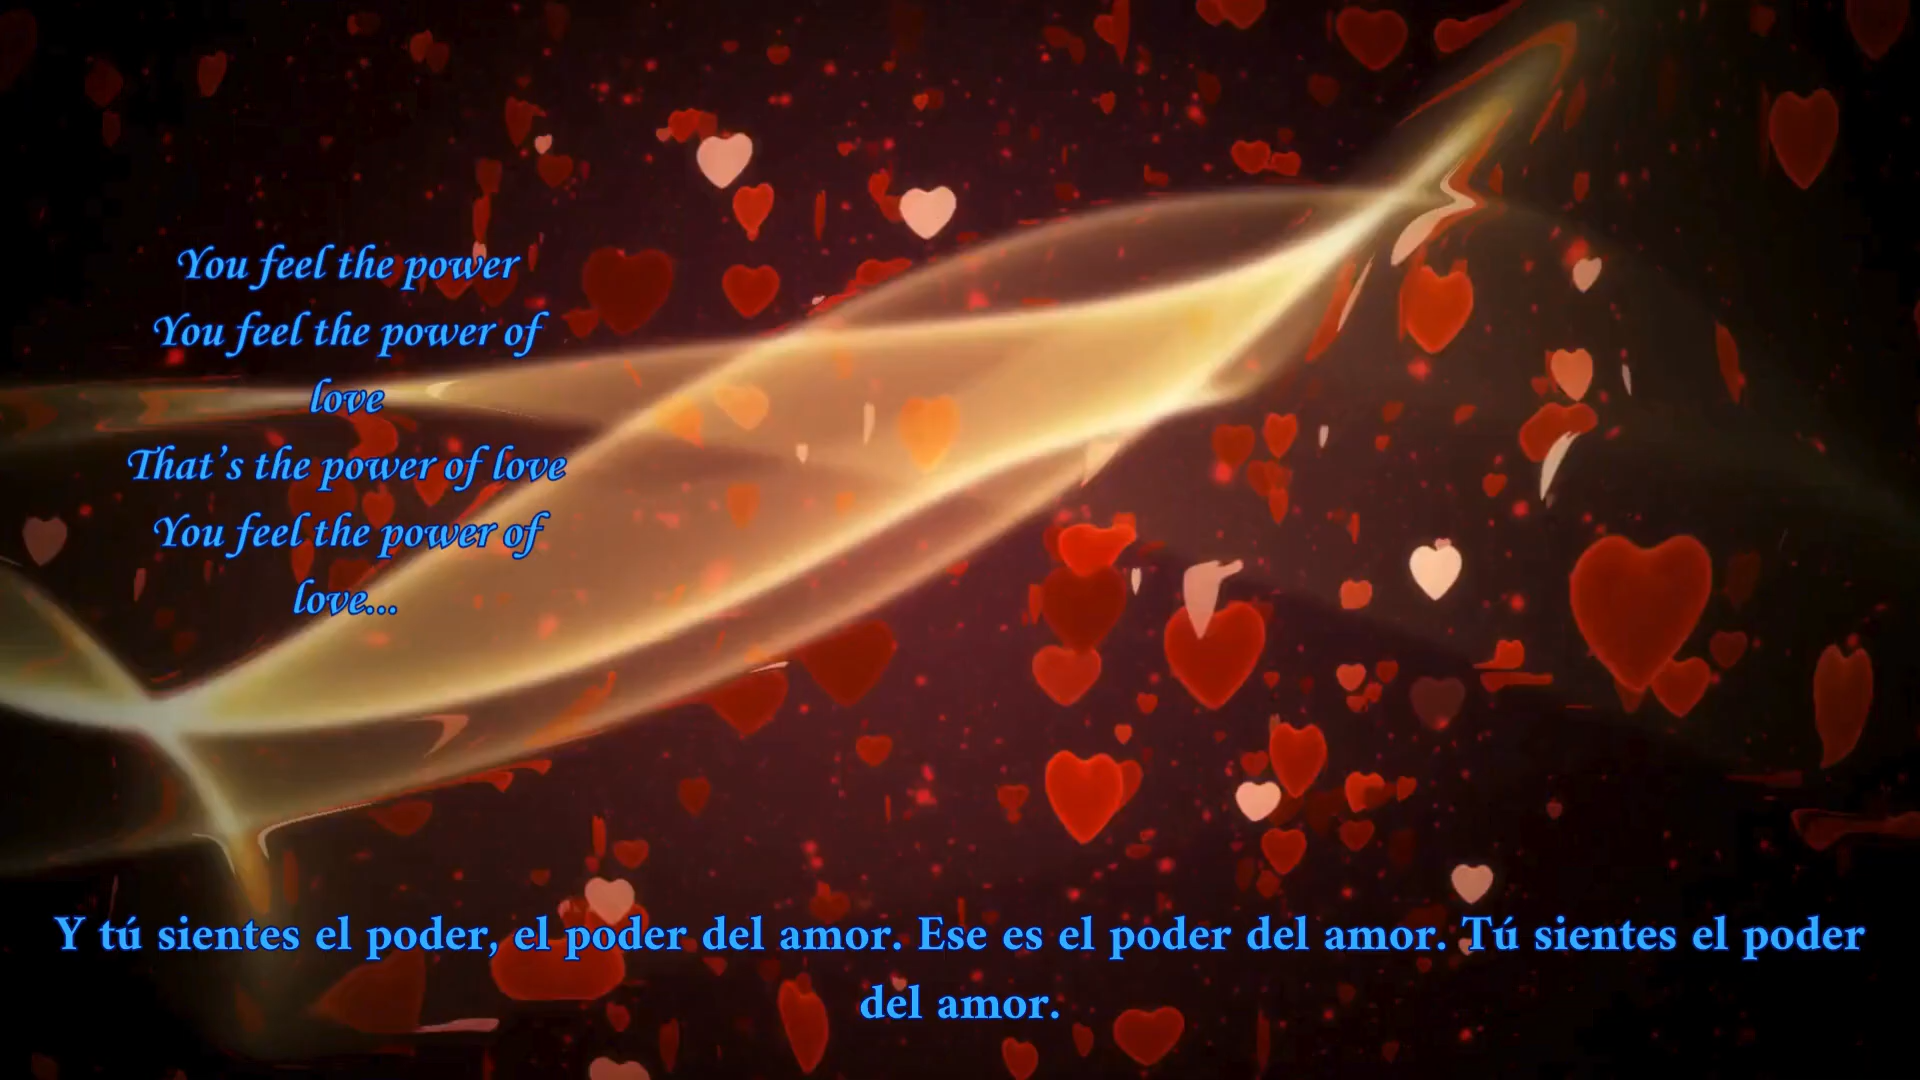 You feel the power
You feel the power of
love
That’s the power of love
You feel the power of
love...
Y tú sientes el poder, el poder del amor. Ese es el poder del amor. Tú sientes el poder
del amor.